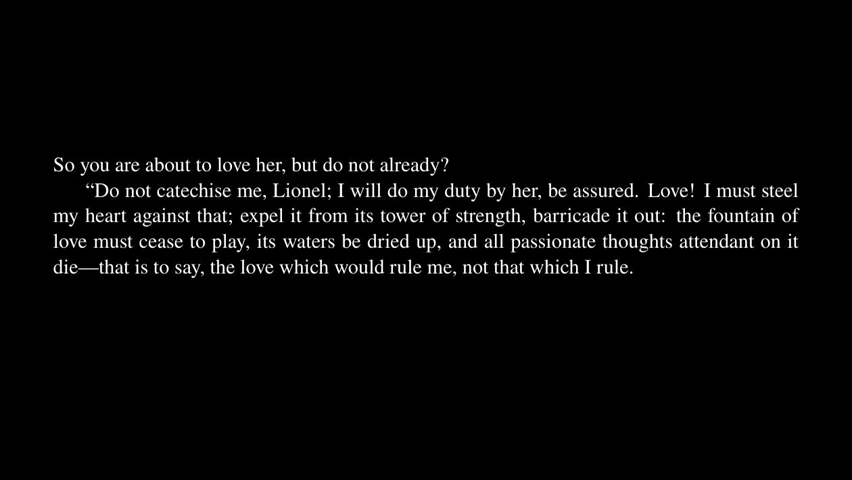 So you are about to love her, but do not already?
“Do not catechise me, Lionel; I will do my duty by her, be assured. Love! I must steel
my heart against that; expel it from its tower of strength, barricade it out: the fountain of
love must cease to play, its waters be dried up, and all passionate thoughts attendant on it
die—that is to say, the love which would rule me, not that which I rule.